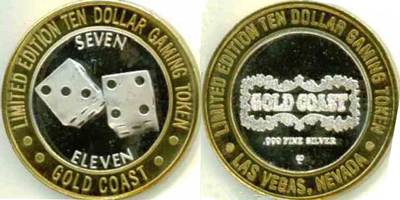 LIMITED EDITION TEN DOLLAR GAMING TOKEN
SEVEN
ELEVEN
GOLD COAST
LIMITED EDITION TEN DOLLAR GAMING TOKEN
GOLD COAST
.999 FINE SILVER
LAS VEGAS, NEVADA